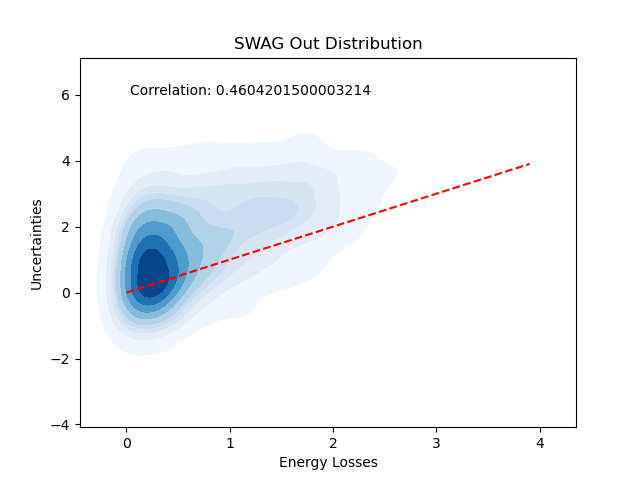 SWAG Out Distribution
Correlation: 0.4604201500003214
6
4
2
0
−2
−4
Uncertainties
0 1 2 3 4
Energy Losses